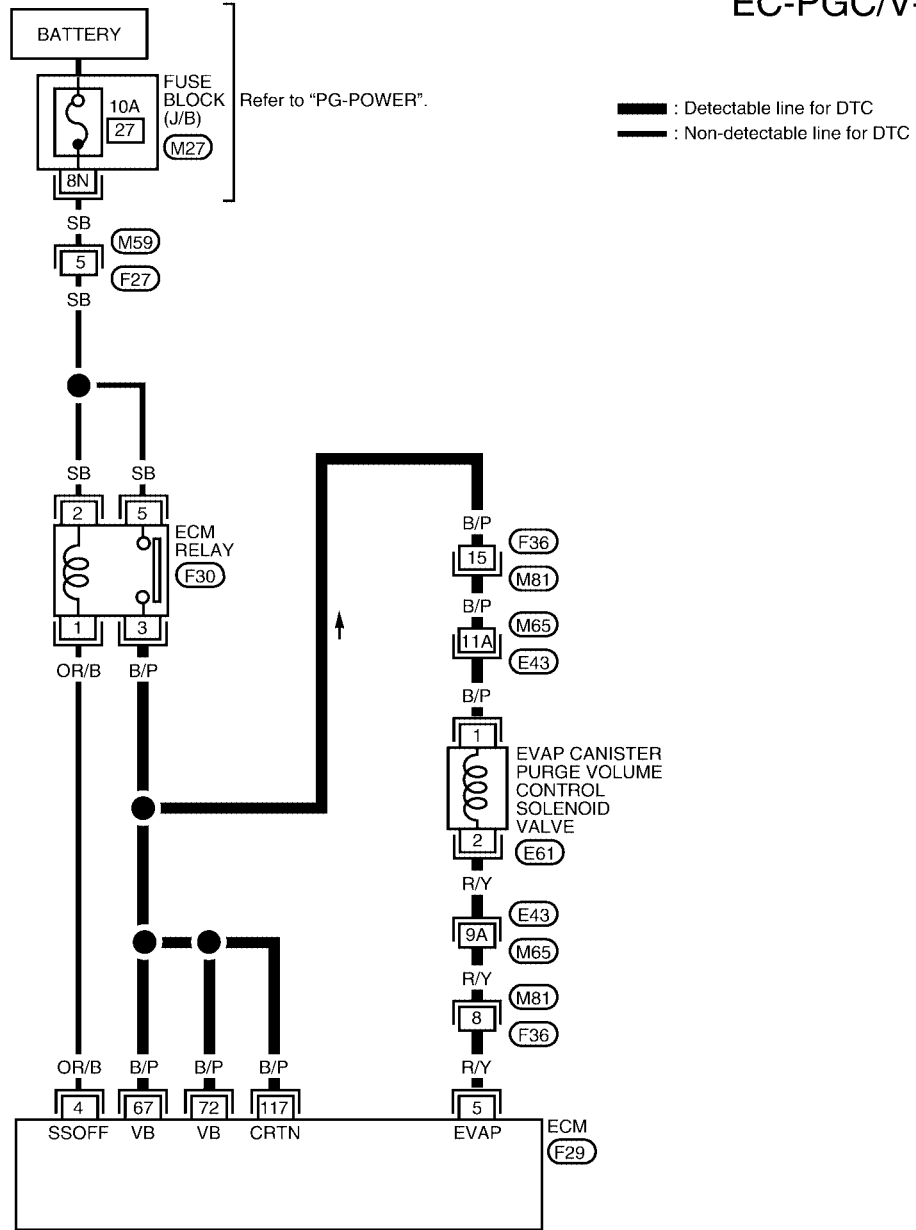 EC-PGC/V-
BATTERY
FUSE
BLOCK
(J/B)
10A
27
M27
Refer to "PG-POWER".
: Detectable line for DTC
: Non-detectable line for DTC
8N
SB
5
M59
F27
SB
SB SB
2 5
ECM
RELAY
F30
1 3
OR/B B/P
B/P
15
F36
M81
B/P
11A
M65
E43
B/P
1
EVAP CANISTER
PURGE VOLUME
CONTROL
SOLENOID
VALVE
2
E61
R/Y
9A
E43
M65
R/Y
8
M81
F36
OR/B B/P B/P B/P R/Y
4 67 72 117 5
SSOFF VB VB CRTN EVAP
ECM
F29